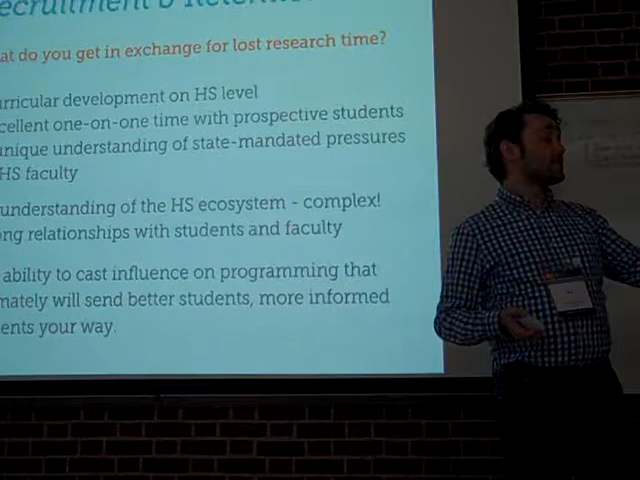 ecruitment &
at do you get in exchange for lost research time?
rricular development on HS level
cellent one-on-one time with prospective students
unique understanding of state-mandated pressures
HS faculty
understanding of the HS ecosystem - complex!
ng relationships with students and faculty
ability to cast influence on programming that
mately will send better students, more informed
ents your way.